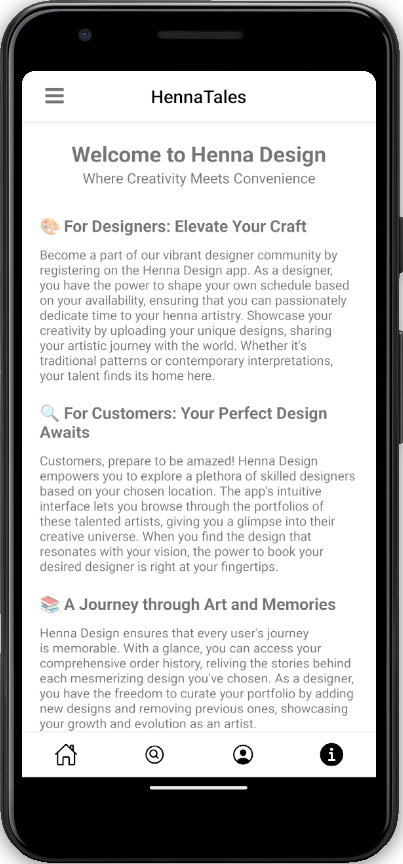 HennaTales
Welcome to Henna Design
Where Creativity Meets Convenience
🎨 For Designers: Elevate Your Craft
Become a part of our vibrant designer community by
registering on the Henna Design app. As a designer,
you have the power to shape your own schedule based
on your availability, ensuring that you can passionately
dedicate time to your henna artistry. Showcase your
creativity by uploading your unique designs, sharing
your artistic journey with the world. Whether it's
traditional patterns or contemporary interpretations,
your talent finds its home here.
🔍 For Customers: Your Perfect Design
Awaits
Customers, prepare to be amazed! Henna Design
empowers you to explore a plethora of skilled designers
based on your chosen location. The app's intuitive
interface lets you browse through the portfolios of
these talented artists, giving you a glimpse into their
creative universe. When you find the design that
resonates with your vision, the power to book your
desired designer is right at your fingertips.
📚 A Journey through Art and Memories
Henna Design ensures that every user's journey
is memorable. With a glance, you can access your
comprehensive order history, reliving the stories behind
each mesmerizing design you've chosen. As a designer,
you have the freedom to curate your portfolio by adding
new designs and removing previous ones, showcasing
your growth and evolution as an artist.